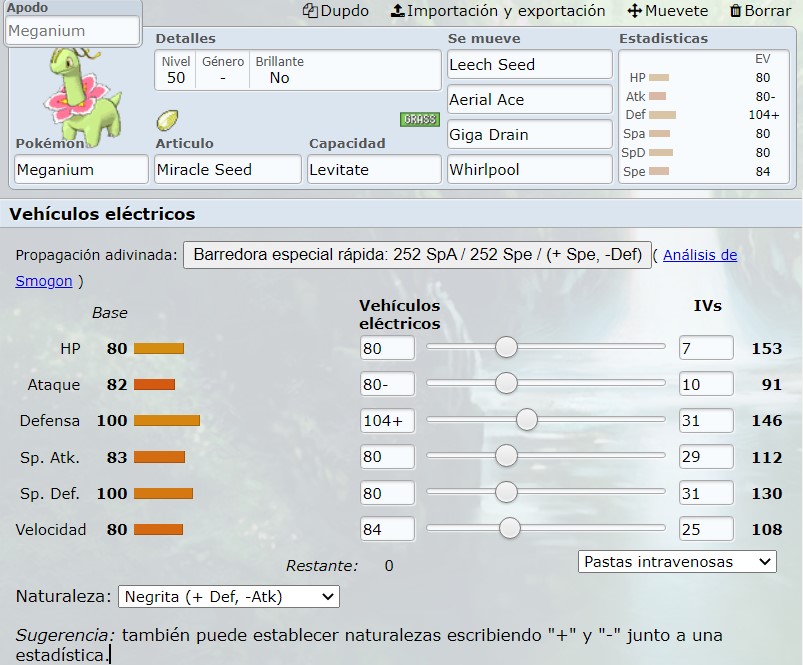 Apodo
Meganium
Dupdo Importación y exportación Muevete Borrar
Detalles
Nivel Género Brillante
50 - No
GRASS
Pokémon Articulo Capacidad
Meganium Miracle Seed Levitate
Se mueve
Leech Seed
Aerial Ace
Giga Drain
Whirlpool
Estadisticas
EV
HP 80
Atk 80-
Def 104+
Spa 80
SpD 80
Spe 84
Vehículos eléctricos
Propagación adivinada: Barredora especial rápida: 252 SpA / 252 Spe / (+ Spe, -Def) ( Análisis de
Smogon )
Base Vehículos eléctricos IVs
HP 80 80 7 153
Ataque 82 80- 10 91
Defensa 100 104+ 31 146
Sp. Atk. 83 80 29 112
Sp. Def. 100 80 31 130
Velocidad 80 84 25 108
Restante: 0 Pastas intravenosas
Naturaleza: Negrita (+ Def, -Atk)
Sugerencia: también puede establecer naturalezas escribiendo "+" y "-" junto a una
estadística.